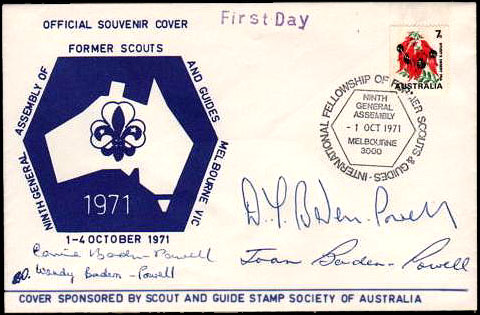 OFFICIAL SOUVENIR COVER
First Day
FORMER SCOUTS
AND GUIDES
NINTH GENERAL ASSEMBLY OF
MELBOURNE VIC
1971
1-4 OCTOBER 1971
7c
AUSTRALIA
INTERNATIONAL FELLOWSHIP OF FORMER SCOUTS & GUIDES-
NINTH
GENERAL
ASSEMBLY
- 1 OCT 1971
MELBOURNE
3000
Baden-Powell
Joan Baden-Powell
Baden-Powell
Wendy Baden-Powell
COVER SPONSORED BY SCOUT AND GUIDE STAMP SOCIETY OF AUSTRALIA